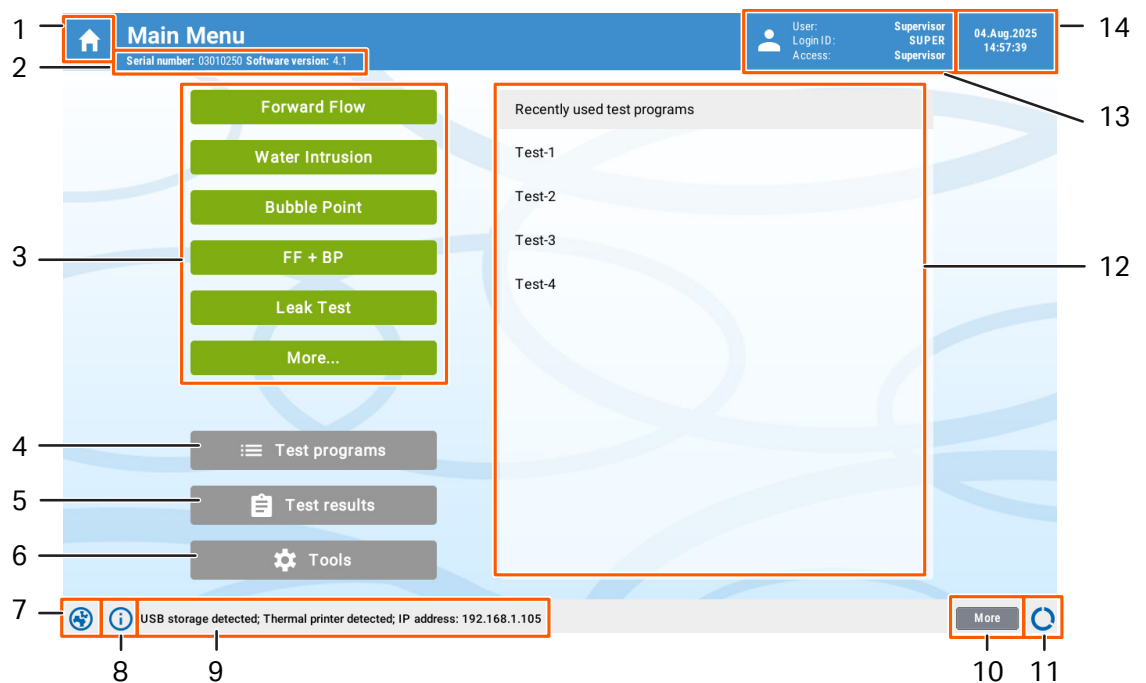 1
Main Menu
2
Serial number: 03010250 Software version: 4.1
User: Supervisor
Login ID: SUPER
Access: Supervisor
04.Aug.2025
14:57:39
14
13
Forward Flow
Water Intrusion
Bubble Point
3
FF + BP
Leak Test
More...
Recently used test programs
Test-1
Test-2
Test-3
Test-4
12
4
Test programs
5
Test results
6
Tools
7
USB storage detected; Thermal printer detected; IP address: 192.168.1.105
More
8
9
10
11